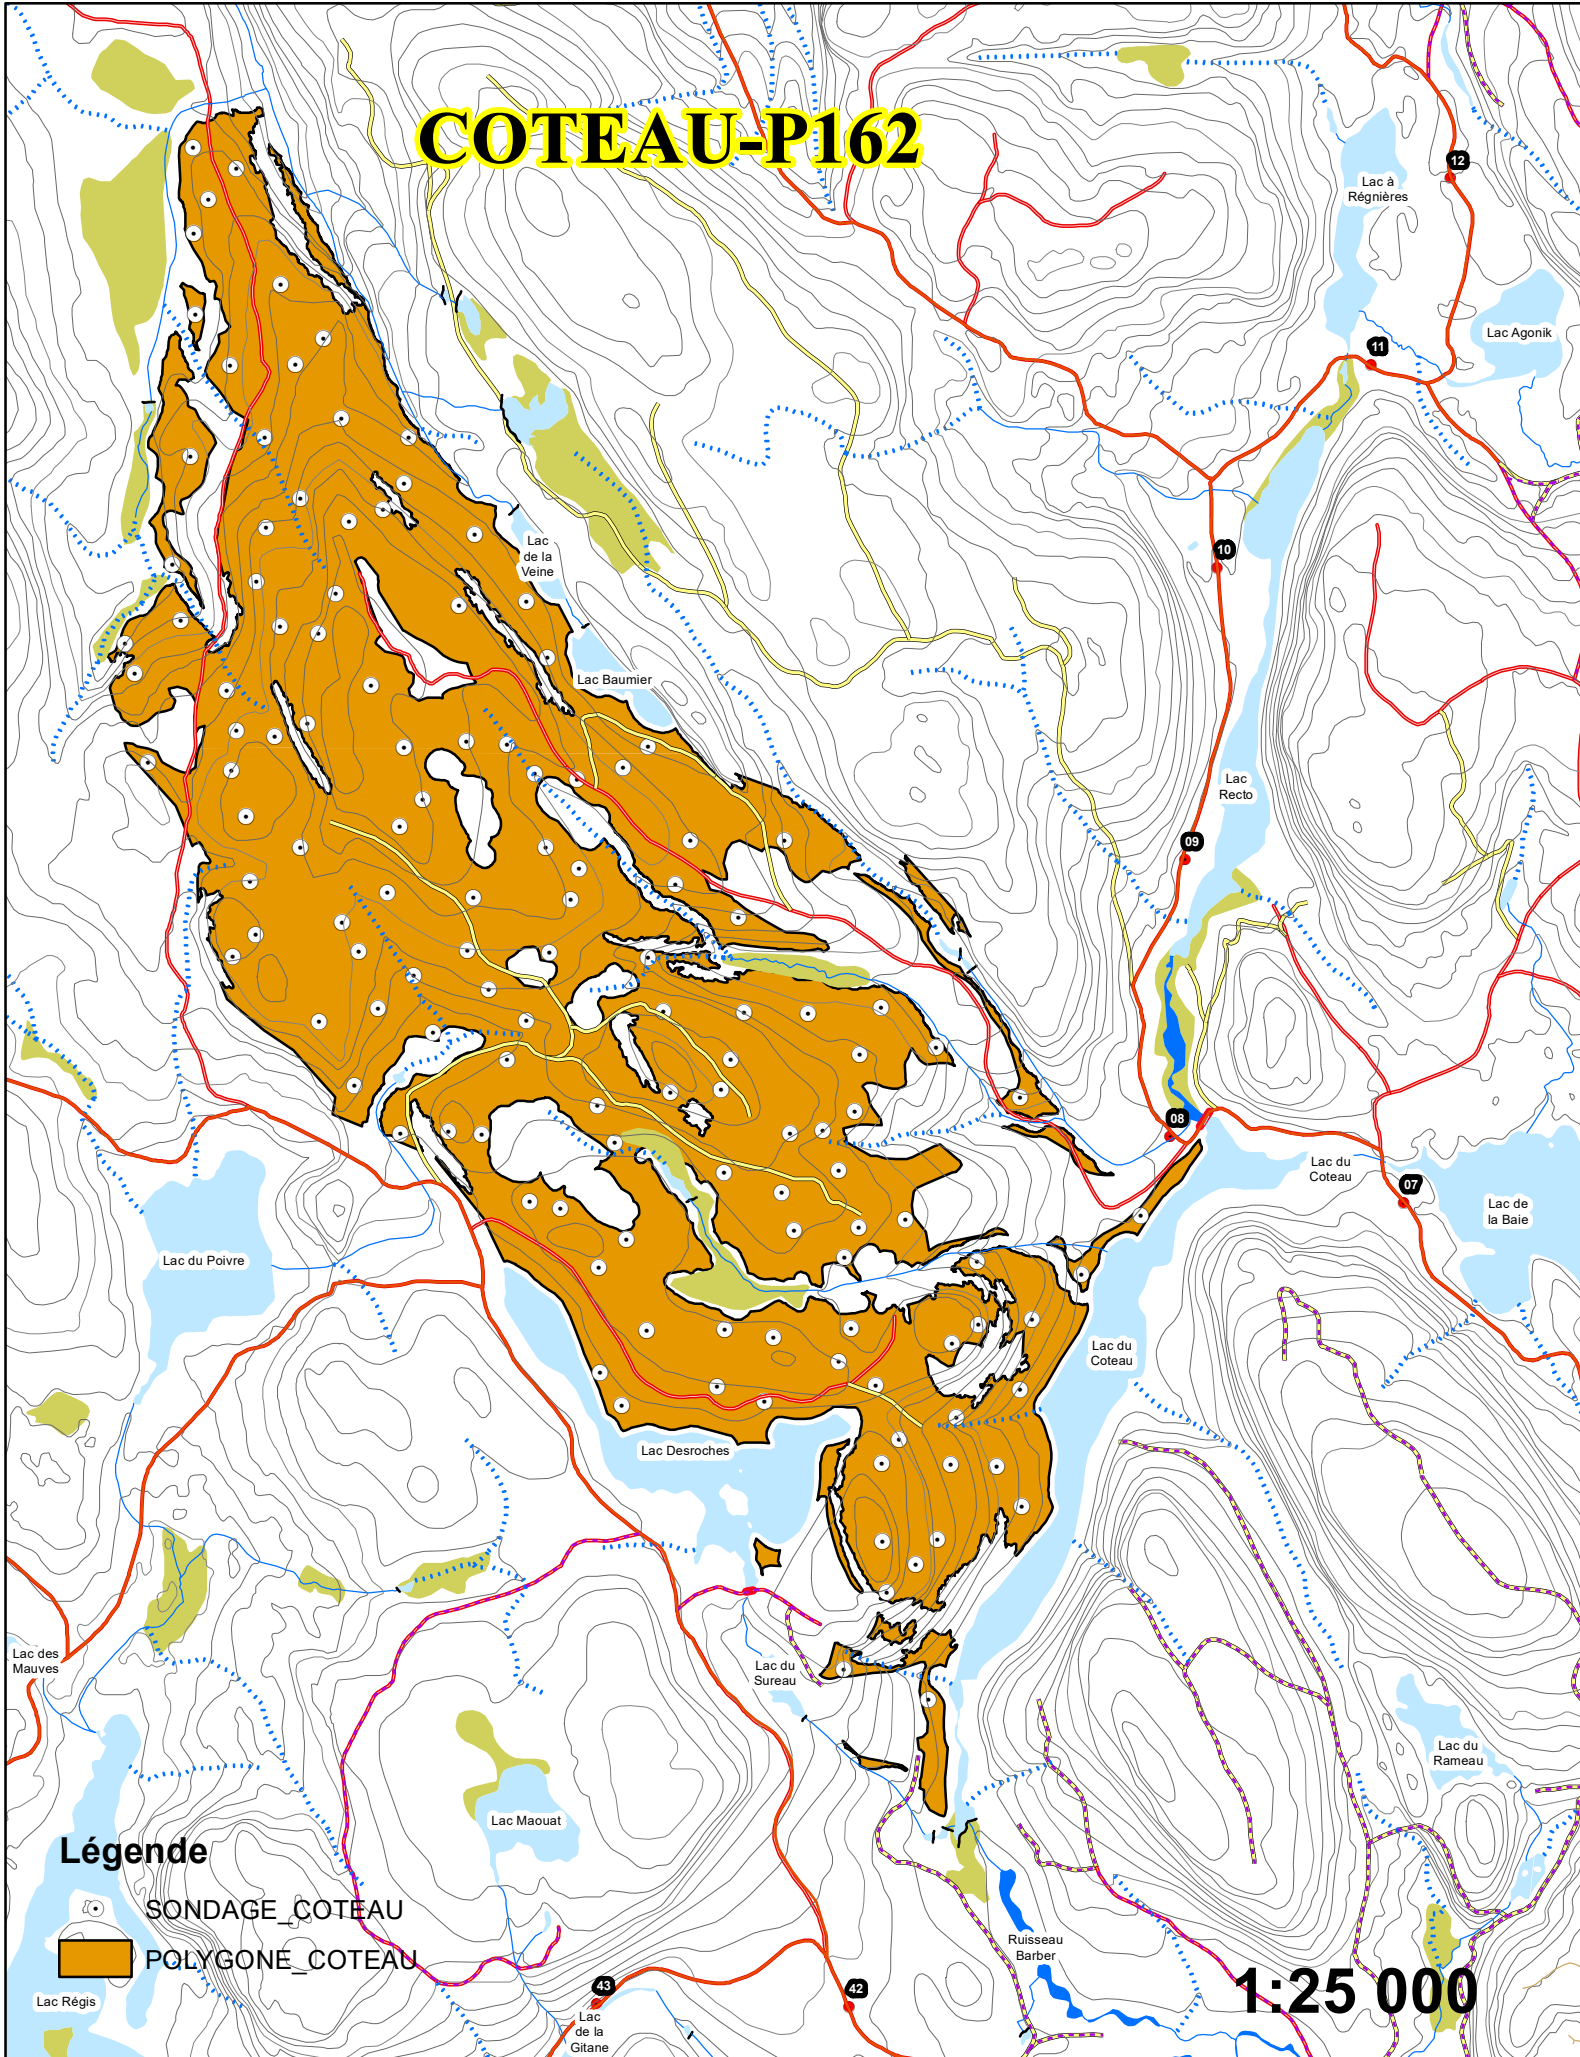 COTEAU-P162
12
Lac à
Régnières
Lac Agonik
11
10
Lac
de la
Veine
Lac Baumier
Lac
Recto
09
08
Lac du
Coteau
07
Lac de
la Baie
Lac du Poivre
Lac du
Coteau
Lac Desroches
Lac des
Mauves
Lac du
Sureau
Lac du
Rameau
Lac Maouat
Légende
SONDAGE_COTEAU
POLYGONE_COTEAU
Ruisseau
Barber
1:25 000
43
42
Lac Régis
Lac
de la
Gitane